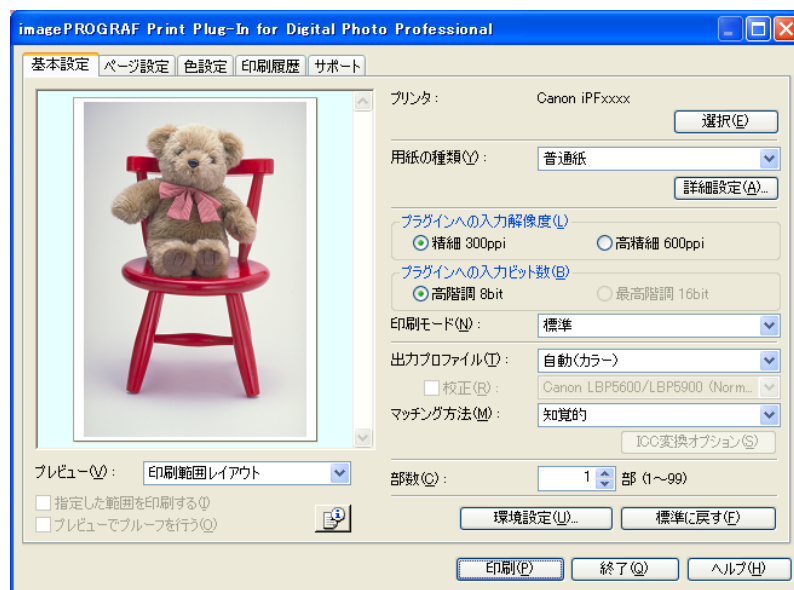 imagePROGRAF Print Plug-In for Digital Photo Professional
基本設定 ページ設定 色設定 印刷履歴 サポート
プリンタ: Canon iPFxxxx
選択(E)
用紙の種類(Y): 普通紙
詳細設定(A)...
プラグインへの入力解像度(L)
精細 300ppi 高精細 600ppi
プラグインへの入力ビット数(B)
高階調 8bit 最高階調 16bit
印刷モード(N): 標準
出力プロファイル(T): 自動(カラー)
校正(R): Canon LBP5600/LBP5900 (Norm...
マッチング方法(M): 知覚的
ICC変換オプション(S)
プレビュー(V): 印刷範囲レイアウト
部数(C): 1 部 (1～99)
指定した範囲を印刷する(I)
プレビューでプルーフを行う(O)
環境設定(U)... 標準に戻す(F)
印刷(P) 終了(Q) ヘルプ(H)